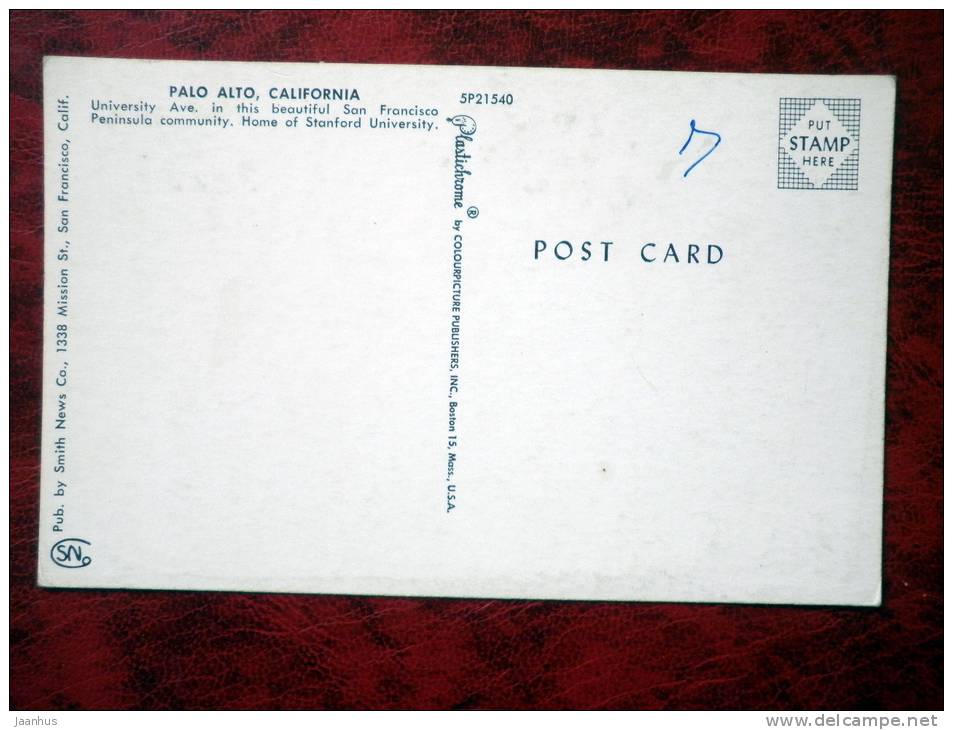 PALO ALTO, CALIFORNIA
University Ave. in this beautiful San Francisco
Peninsula community. Home of Stanford University.
5P21540
Plastichrome ® by COLOURPICTURE PUBLISHERS, INC., Boston 15, Mass., U.S.A.
PUT
STAMP
HERE
7
POST CARD
Pub. by Smith News Co., 1338 Mission St., San Francisco, Calif.
SN
jaanhus
www.delcampe.net